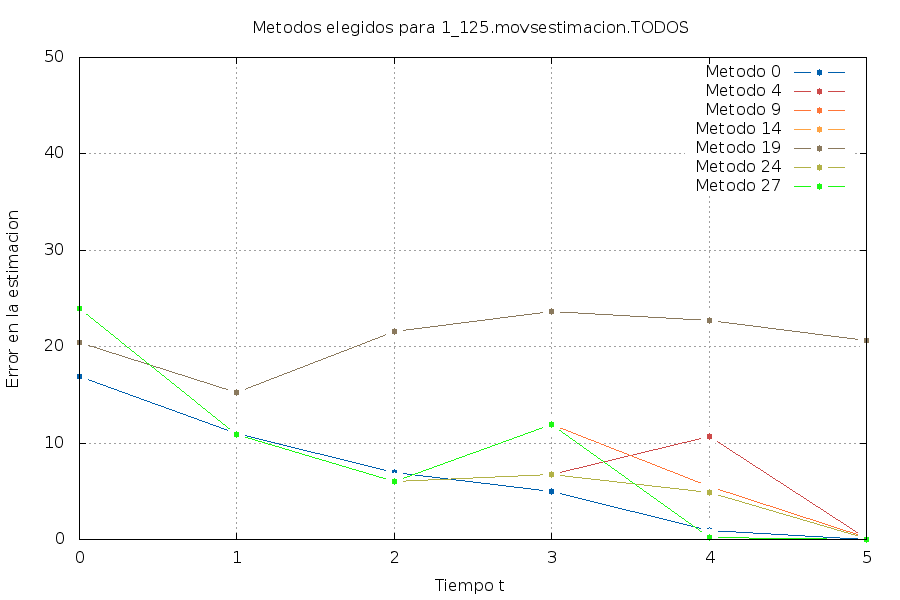 Metodos elegidos para 1_125.movsestimacion.TODOS
50
40
30
20
10
0
Error en la estimacion
Metodo 0
Metodo 4
Metodo 9
Metodo 14
Metodo 19
Metodo 24
Metodo 27
0 1 2 3 4 5
Tiempo t